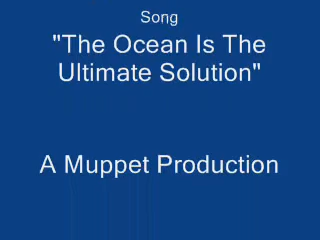 Song
"The Ocean Is The
Ultimate Solution"
A Muppet Production